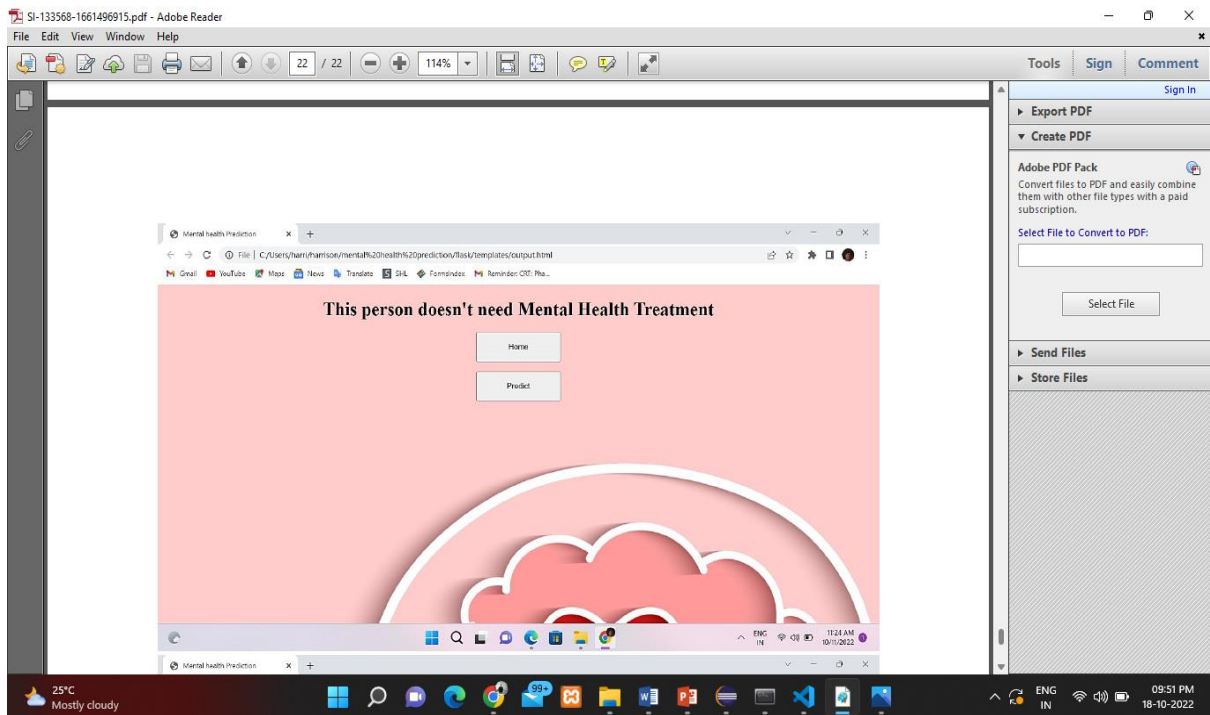 SI-133568-1661496915.pdf - Adobe Reader
File Edit View Window Help
22 / 22 114% Tools Sign Comment
Sign In
Export PDF
Create PDF
Adobe PDF Pack
Convert files to PDF and easily combine
them with other file types with a paid
subscription.
Select File to Convert to PDF:
Select File
Send Files
Store Files
Mental health Prediction
File | C:/Users/harri/harrison/mental%20health%20prediction/flask/templates/output.html
Gmail YouTube Maps News Translate SHL Formsindex Reminder: CRT: Pha...
This person doesn't need Mental Health Treatment
Home
Predict
ENG
IN
11:24 AM
10/11/2022
Mental health Prediction
25°C
Mostly cloudy
99+
ENG
IN
09:51 PM
18-10-2022